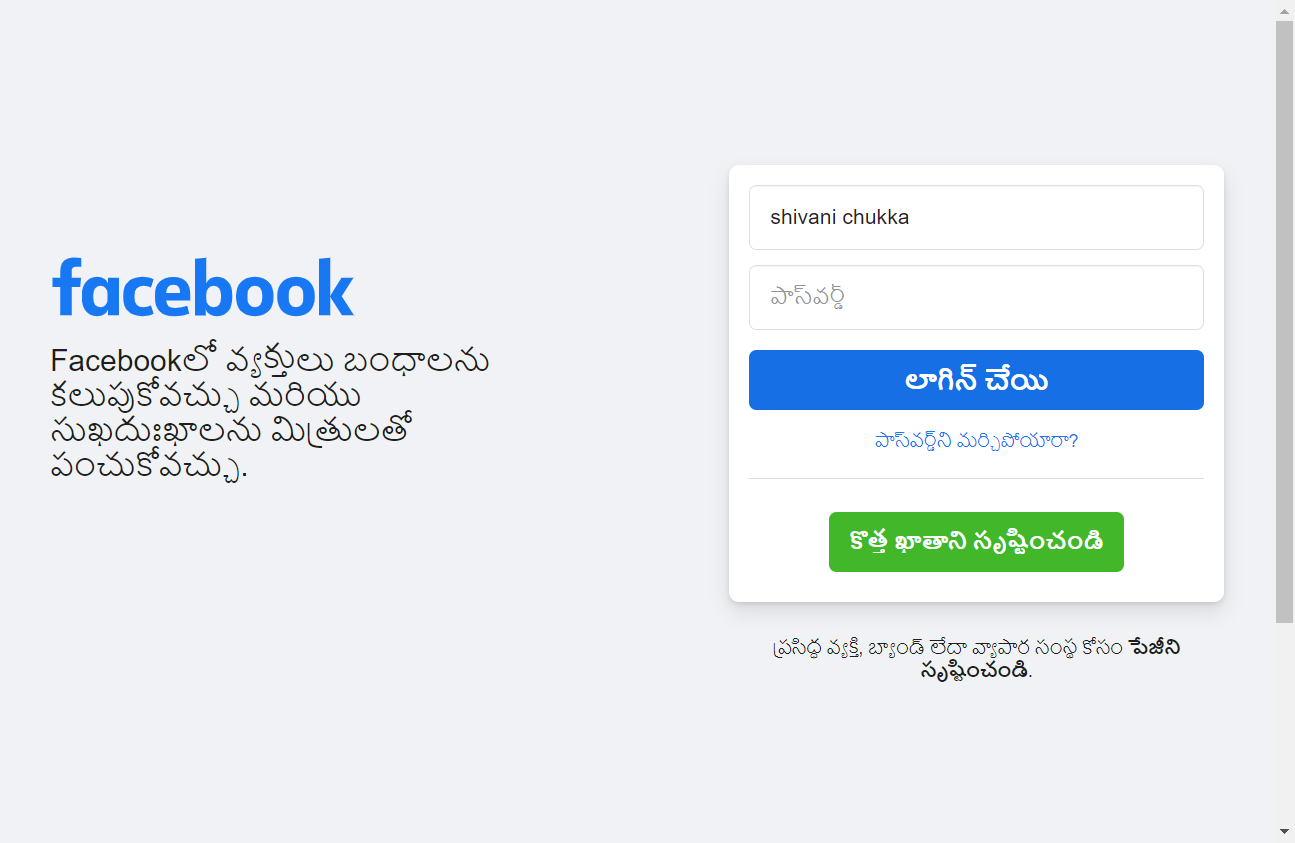 facebook
Facebookలో వ్యక్తులు బంధాలను
కలుపుకోవచ్చు మరియు
సుఖదుఃఖాలను మిత్రులతో
పంచుకోవచ్చు.
shivani chukka
పాస్‌వర్డ్
లాగిన్ చేయి
పాస్‌వర్డ్‌ని మర్చిపోయారా?
కొత్త ఖాతాని సృష్టించండి
ప్రసిద్ధ వ్యక్తి, బ్యాండ్ లేదా వ్యాపార సంస్థ కోసం పేజీని
సృష్టించండి.